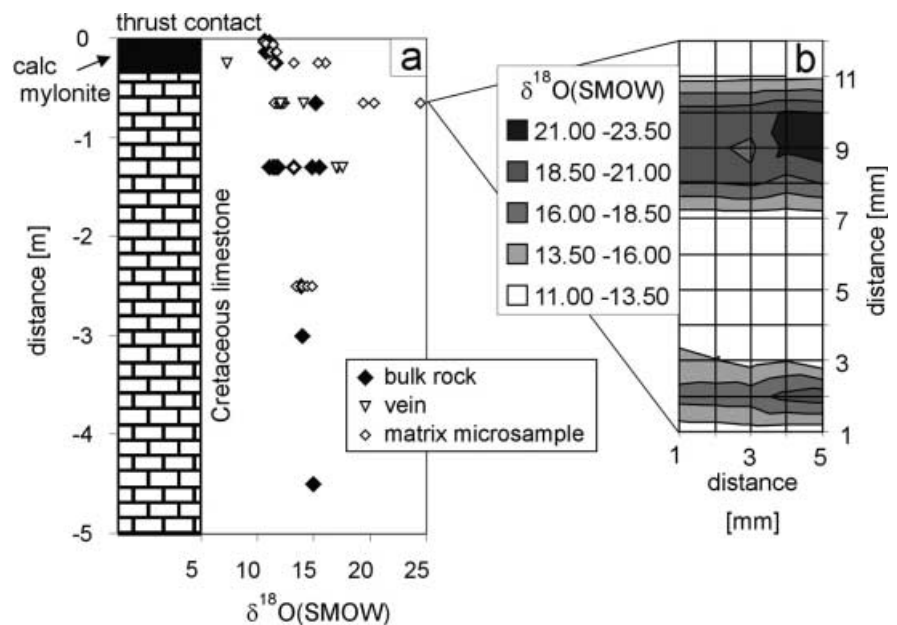 thrust contact
calc
mylonite
distance [m]
0
-1
-2
-3
-4
-5
Cretaceous limestone
a
bulk rock
vein
matrix microsample
5 10 15 20 25
δ18O(SMOW)
b
δ18O(SMOW)
21.00 -23.50
18.50 -21.00
16.00 -18.50
13.50 -16.00
11.00 -13.50
11
9
7
5
3
1
distance [mm]
1 3 5
distance
[mm]